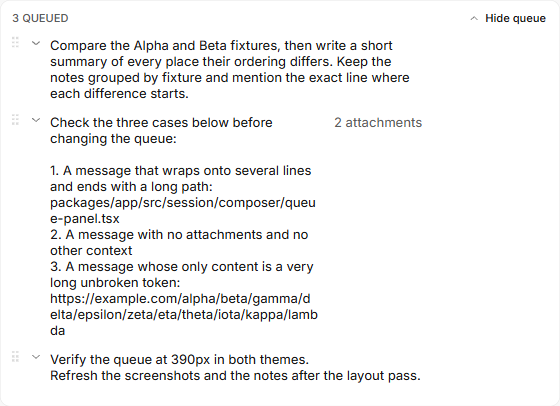 3 QUEUED
Hide queue
Compare the Alpha and Beta fixtures, then write a short
summary of every place their ordering differs. Keep the
notes grouped by fixture and mention the exact line where
each difference starts.
Check the three cases below before
changing the queue:
2 attachments
1. A message that wraps onto several lines
and ends with a long path:
packages/app/src/session/composer/queu
e-panel.tsx
2. A message with no attachments and no
other context
3. A message whose only content is a very
long unbroken token:
https://example.com/alpha/beta/gamma/d
elta/epsilon/zeta/eta/theta/iota/kappa/lamb
da
Verify the queue at 390px in both themes.
Refresh the screenshots and the notes after the layout pass.